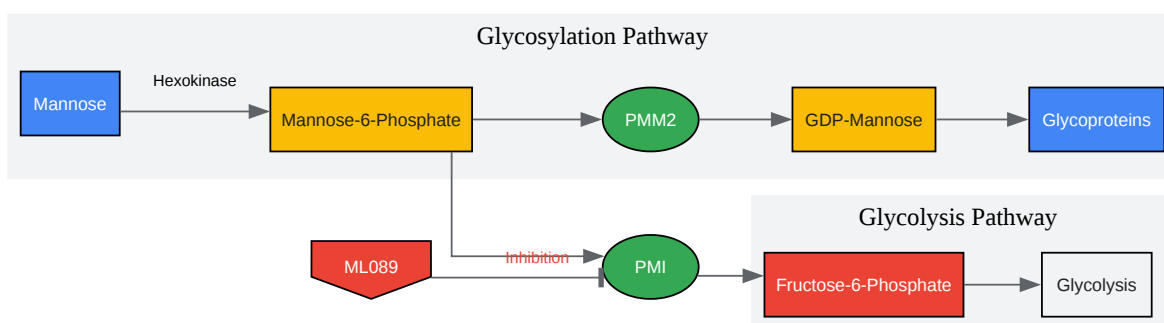 Glycosylation Pathway
Hexokinase
Mannose
Mannose-6-Phosphate
PMM2
GDP-Mannose
Glycoproteins
Glycolysis Pathway
Inhibition
ML089
PMI
Fructose-6-Phosphate
Glycolysis